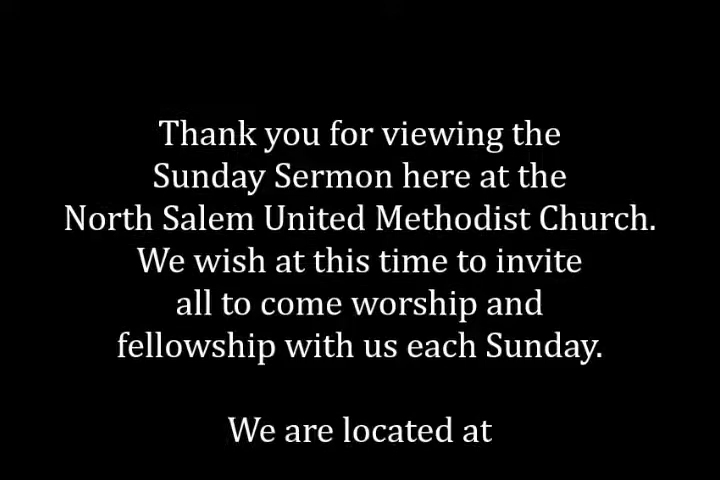 Thank you for viewing the
Sunday Sermon here at the
North Salem United Methodist Church.
We wish at this time to invite
all to come worship and
fellowship with us each Sunday.
We are located at